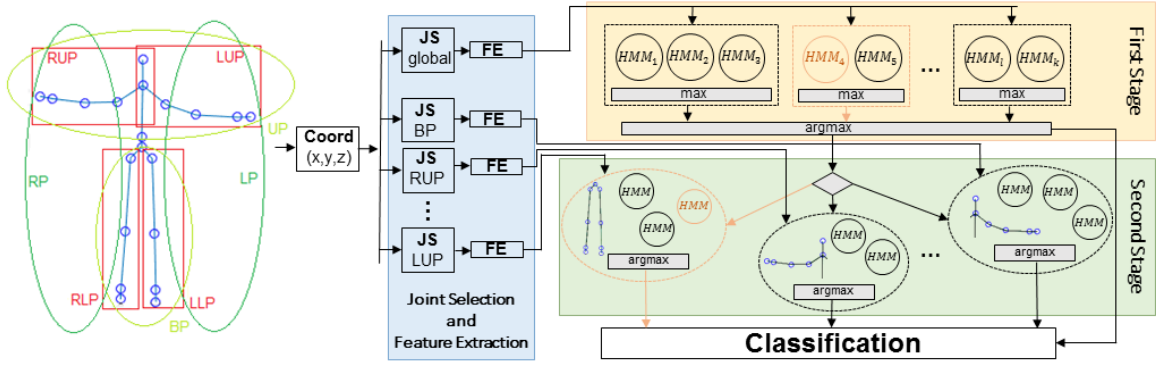 RUP
LUP
UP
RP
LP
RLP
LLP
BP
Coord
(x,y,z)
JS
global
FE
JS
BP
FE
JS
RUP
FE
JS
LUP
FE
Joint Selection
and
Feature Extraction
HMM1 HMM2 HMM3
max
HMM4 HMM5
max
...
HMMl HMMk
max
argmax
First Stage
HMM
HMM
HMM
argmax
HMM
HMM
argmax
...
HMM
HMM
HMM
argmax
Second Stage
Classification